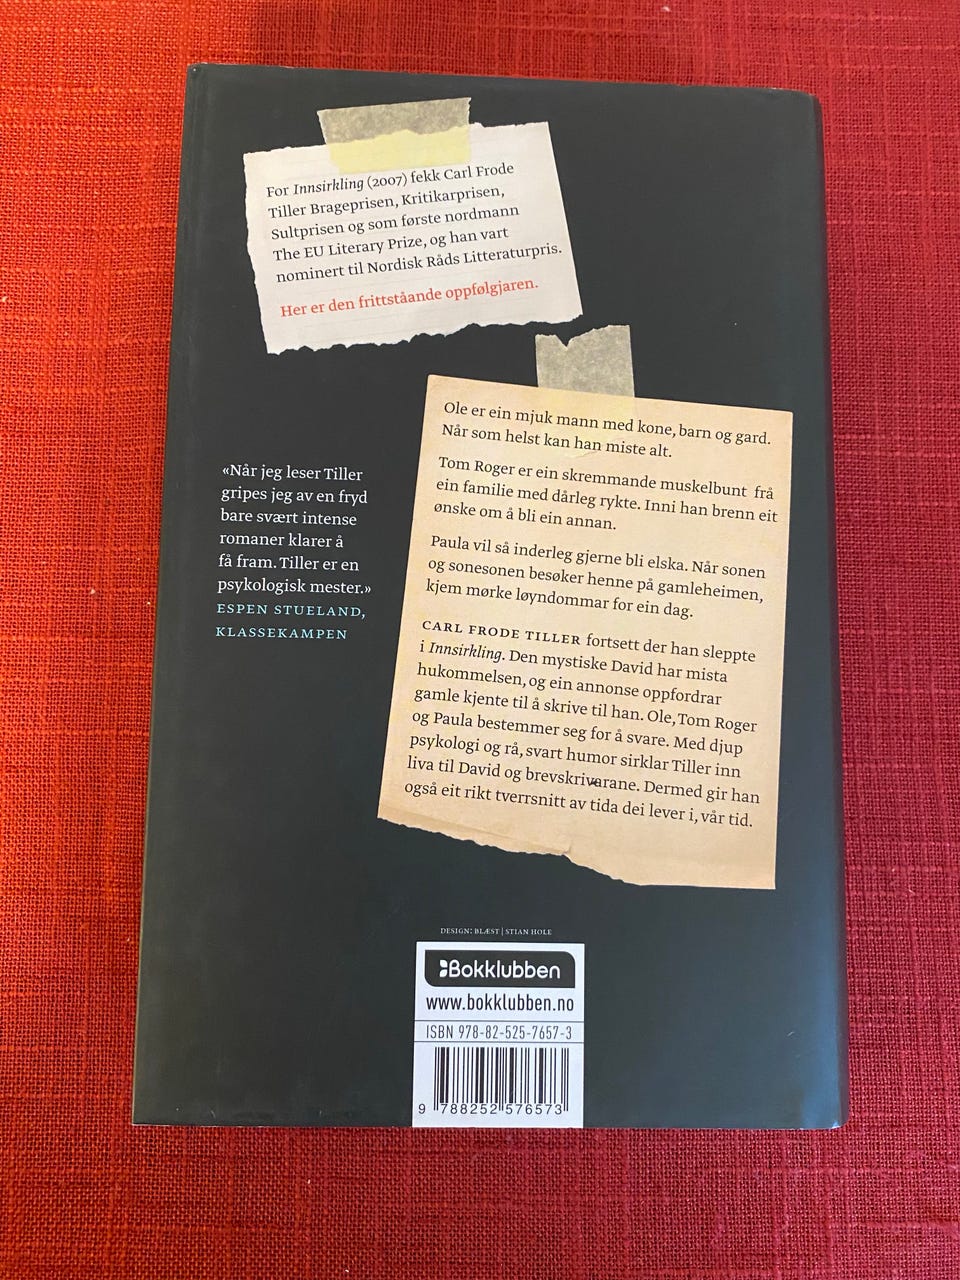 For Innsirkling (2007) fekk Carl Frode
Tiller Brageprisen, Kritikarprisen,
Sultprisen og som første nordmann
The EU Literary Prize, og han vart
nominert til Nordisk Råds Litteraturpris.
Her er den frittståande oppfølgjaren.
Ole er ein mjuk mann med kone, barn og gard.
Når som helst kan han miste alt.
Tom Roger er ein skremmande muskelbunt frå
ein familie med dårleg rykte. Inni han brenn eit
ønske om å bli ein annan.
Paula vil så inderleg gjerne bli elska. Når sonen
og sonesonen besøker henne på gamleheimen,
kjem mørke løyndommar for ein dag.
CARL FRODE TILLER fortsett der han sleppte
i Innsirkling. Den mystiske David har mista
hukommelsen, og ein annonse oppfordrar
gamle kjente til å skrive til han. Ole, Tom Roger
og Paula bestemmer seg for å svare. Med djup
psykologi og rå, svart humor sirklar Tiller inn
liva til David og brevskrivarane. Dermed gir han
også eit rikt tverrsnitt av tida dei lever i, vår tid.
«Når jeg leser Tiller
gripes jeg av en fryd
bare svært intense
romaner klarer å
få fram. Tiller er en
psykologisk mester.»
ESPEN STUELAND,
KLASSEKAMPEN
DESIGN: BLÆST | STIAN HOLE
Bokklubben
www.bokklubben.no
ISBN 978-82-525-7657-3
9 788252 576573